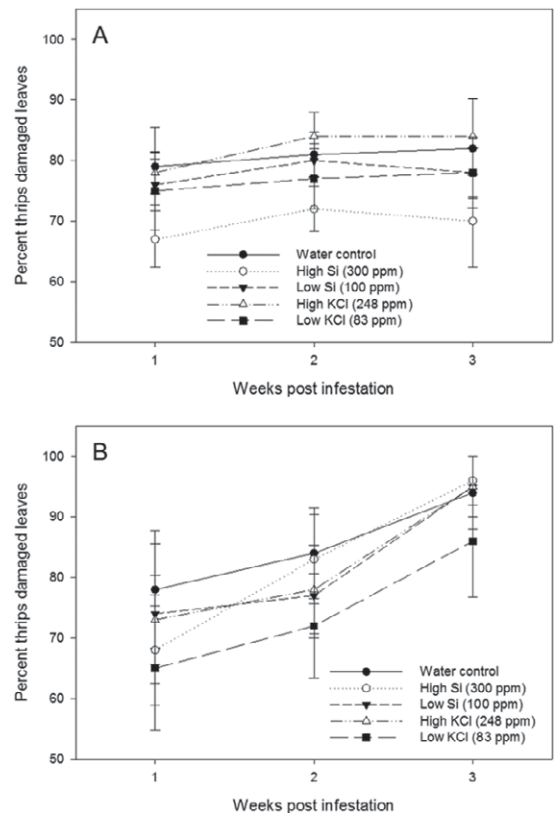 A
Percent thrips damaged leaves
100
90
80
70
60
50
Water control
High Si (300 ppm)
Low Si (100 ppm)
High KCl (248 ppm)
Low KCl (83 ppm)
1 2 3
Weeks post infestation
B
Percent thrips damaged leaves
100
90
80
70
60
50
Water control
High Si (300 ppm)
Low Si (100 ppm)
High KCl (248 ppm)
Low KCl (83 ppm)
1 2 3
Weeks post infestation